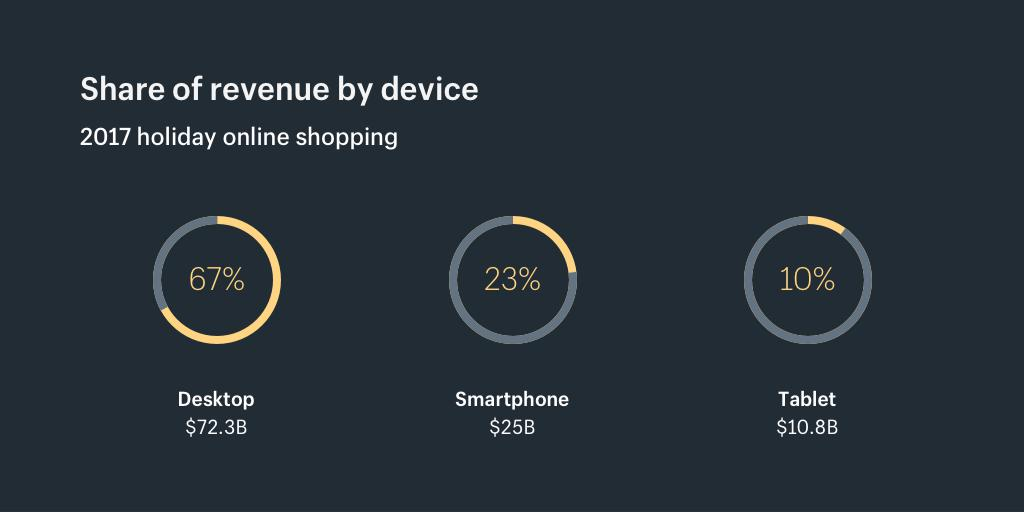 Share of revenue by device
2017 holiday online shopping
67%
23%
10%
Desktop
$72.3B
Smartphone
$25B
Tablet
$10.8B